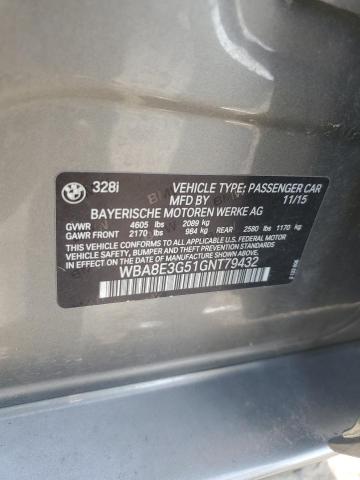 BMW 328i VEHICLE TYPE: PASSENGER CAR
MFD BY 11/15
BAYERISCHE MOTOREN WERKE AG
GVWR 4605 lbs 2089 kg
GAWR FRONT 2170 lbs 984 kg REAR 2580 lbs 1170 kg
THIS VEHICLE CONFORMS TO ALL APPLICABLE U.S. FEDERAL MOTOR
VEHICLE SAFETY, BUMPER, AND THEFT PREVENTION STANDARDS
IN EFFECT ON THE DATE OF MANUFACTURE SHOWN ABOVE.
WBA8E3G51GNT79432